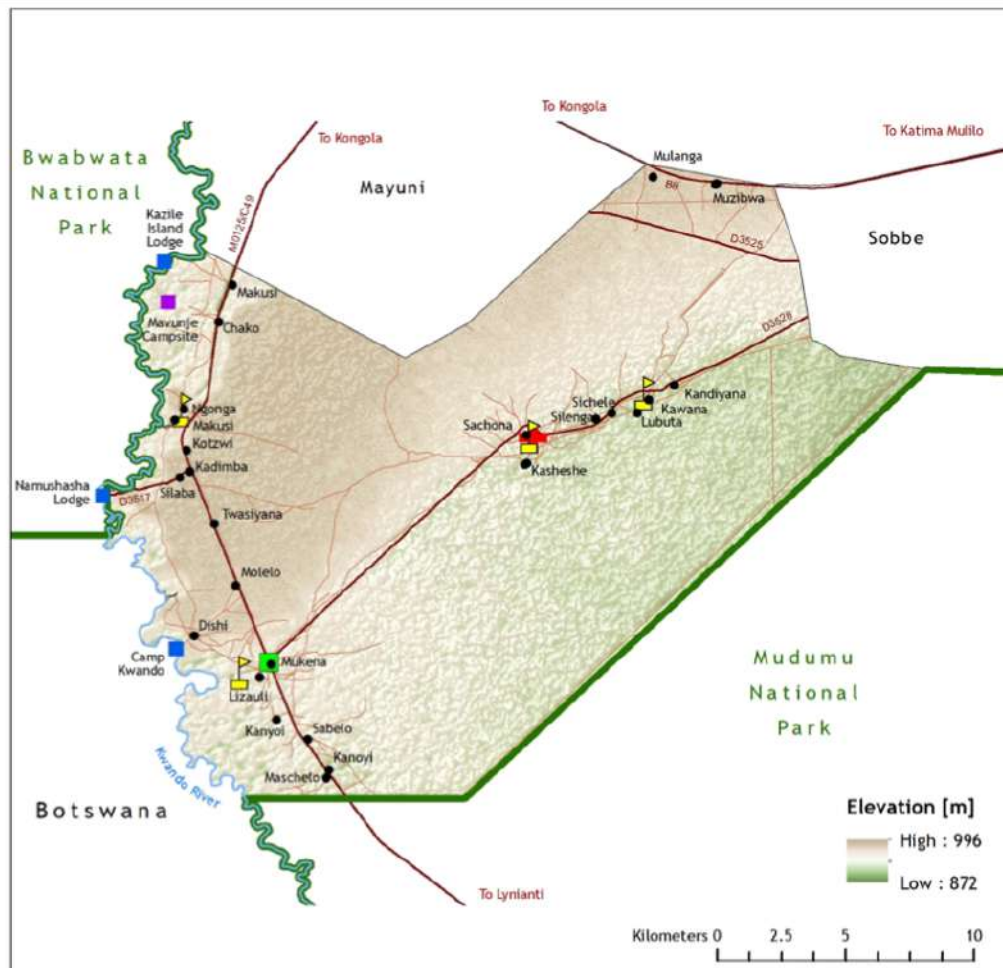 To Kongola
To Katima Mulilo
To Kongola
Mulanga
Bwabwata
National
Park
Mayuni
B8
Muzibwa
Kazile
Island
Lodge
M0125/C49
D3525
Sobbe
Makusi
Mavunje
Campsite
Chako
D3528
Kandiyana
Ngonga
Makusi
Sichele
Kawana
Silenga
Lubuta
Sachona
Kotzwi
Kasheshe
Kadimba
Namushasha
Lodge
Silaba
D3517
Twasiyana
Molelo
Dishi
Camp
Kwando
Mukena
Lizauli
Mudumu
National
Park
Kanyoi
Sabelo
Kanoyi
Maschelo
Kwando River
Botswana
Elevation [m]
High : 996
Low : 872
To Lynianti
Kilometers 0 2.5 5 10